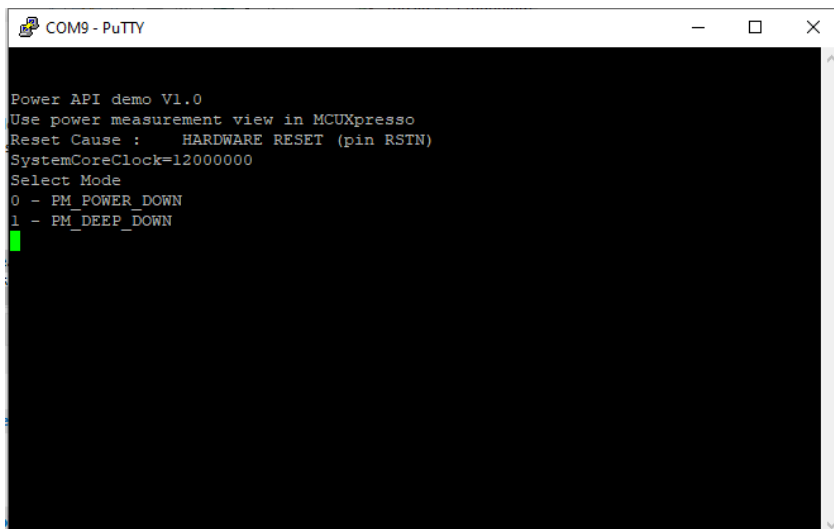 COM9 - PuTTY
Power API demo V1.0
Use power measurement view in MCUXpresso
Reset Cause :    HARDWARE RESET (pin RSTN)
SystemCoreClock=12000000
Select Mode
0 - PM_POWER_DOWN
1 - PM_DEEP_DOWN